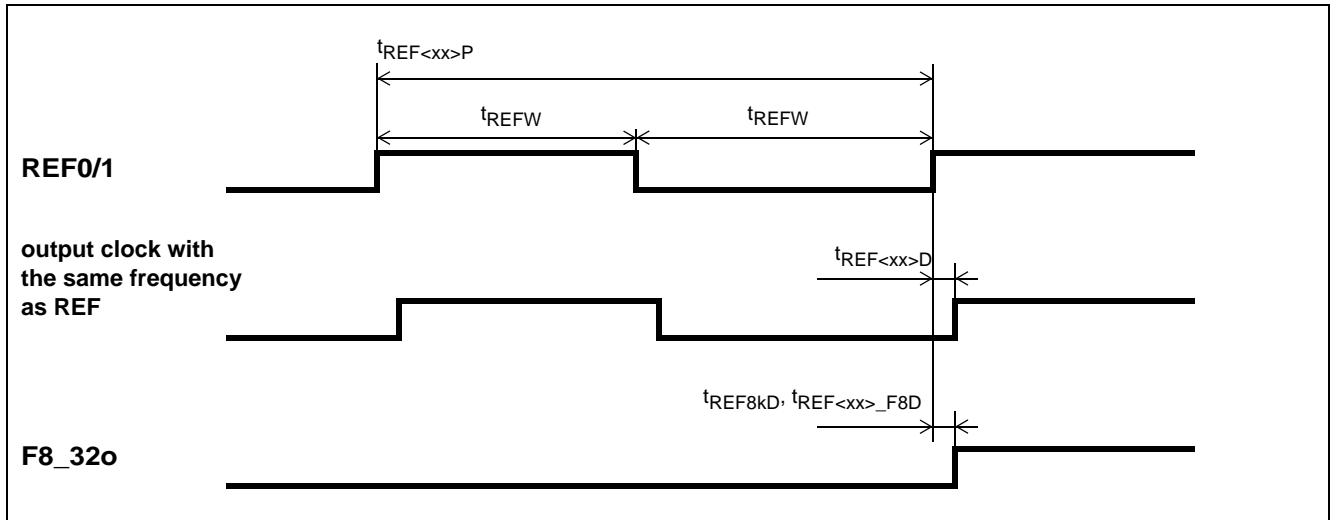 tREF<xx>P
tREFW
tREFW
REF0/1
output clock with
the same frequency
as REF
tREF<xx>D
tREF8kD, tREF<xx>_F8D
F8_32o